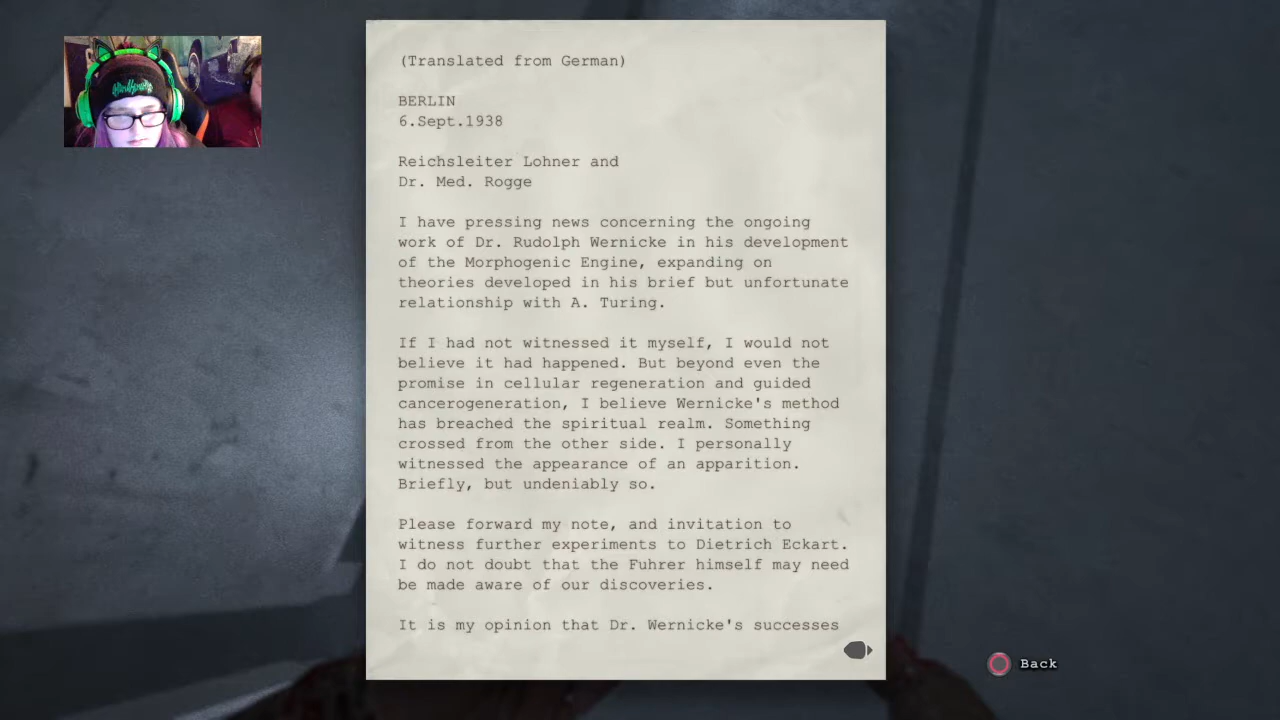 (Translated from German)
BERLIN
6.Sept.1938
Reichsleiter Lohner and
Dr. Med. Rogge
I have pressing news concerning the ongoing
work of Dr. Rudolph Wernicke in his development
of the Morphogenic Engine, expanding on
theories developed in his brief but unfortunate
relationship with A. Turing.
If I had not witnessed it myself, I would not
believe it had happened. But beyond even the
promise in cellular regeneration and guided
cancerogeneration, I believe Wernicke's method
has breached the spiritual realm. Something
crossed from the other side. I personally
witnessed the appearance of an apparition.
Briefly, but undeniably so.
Please forward my note, and invitation to
witness further experiments to Dietrich Eckart.
I do not doubt that the Fuhrer himself may need
be made aware of our discoveries.
It is my opinion that Dr. Wernicke's successes
Back